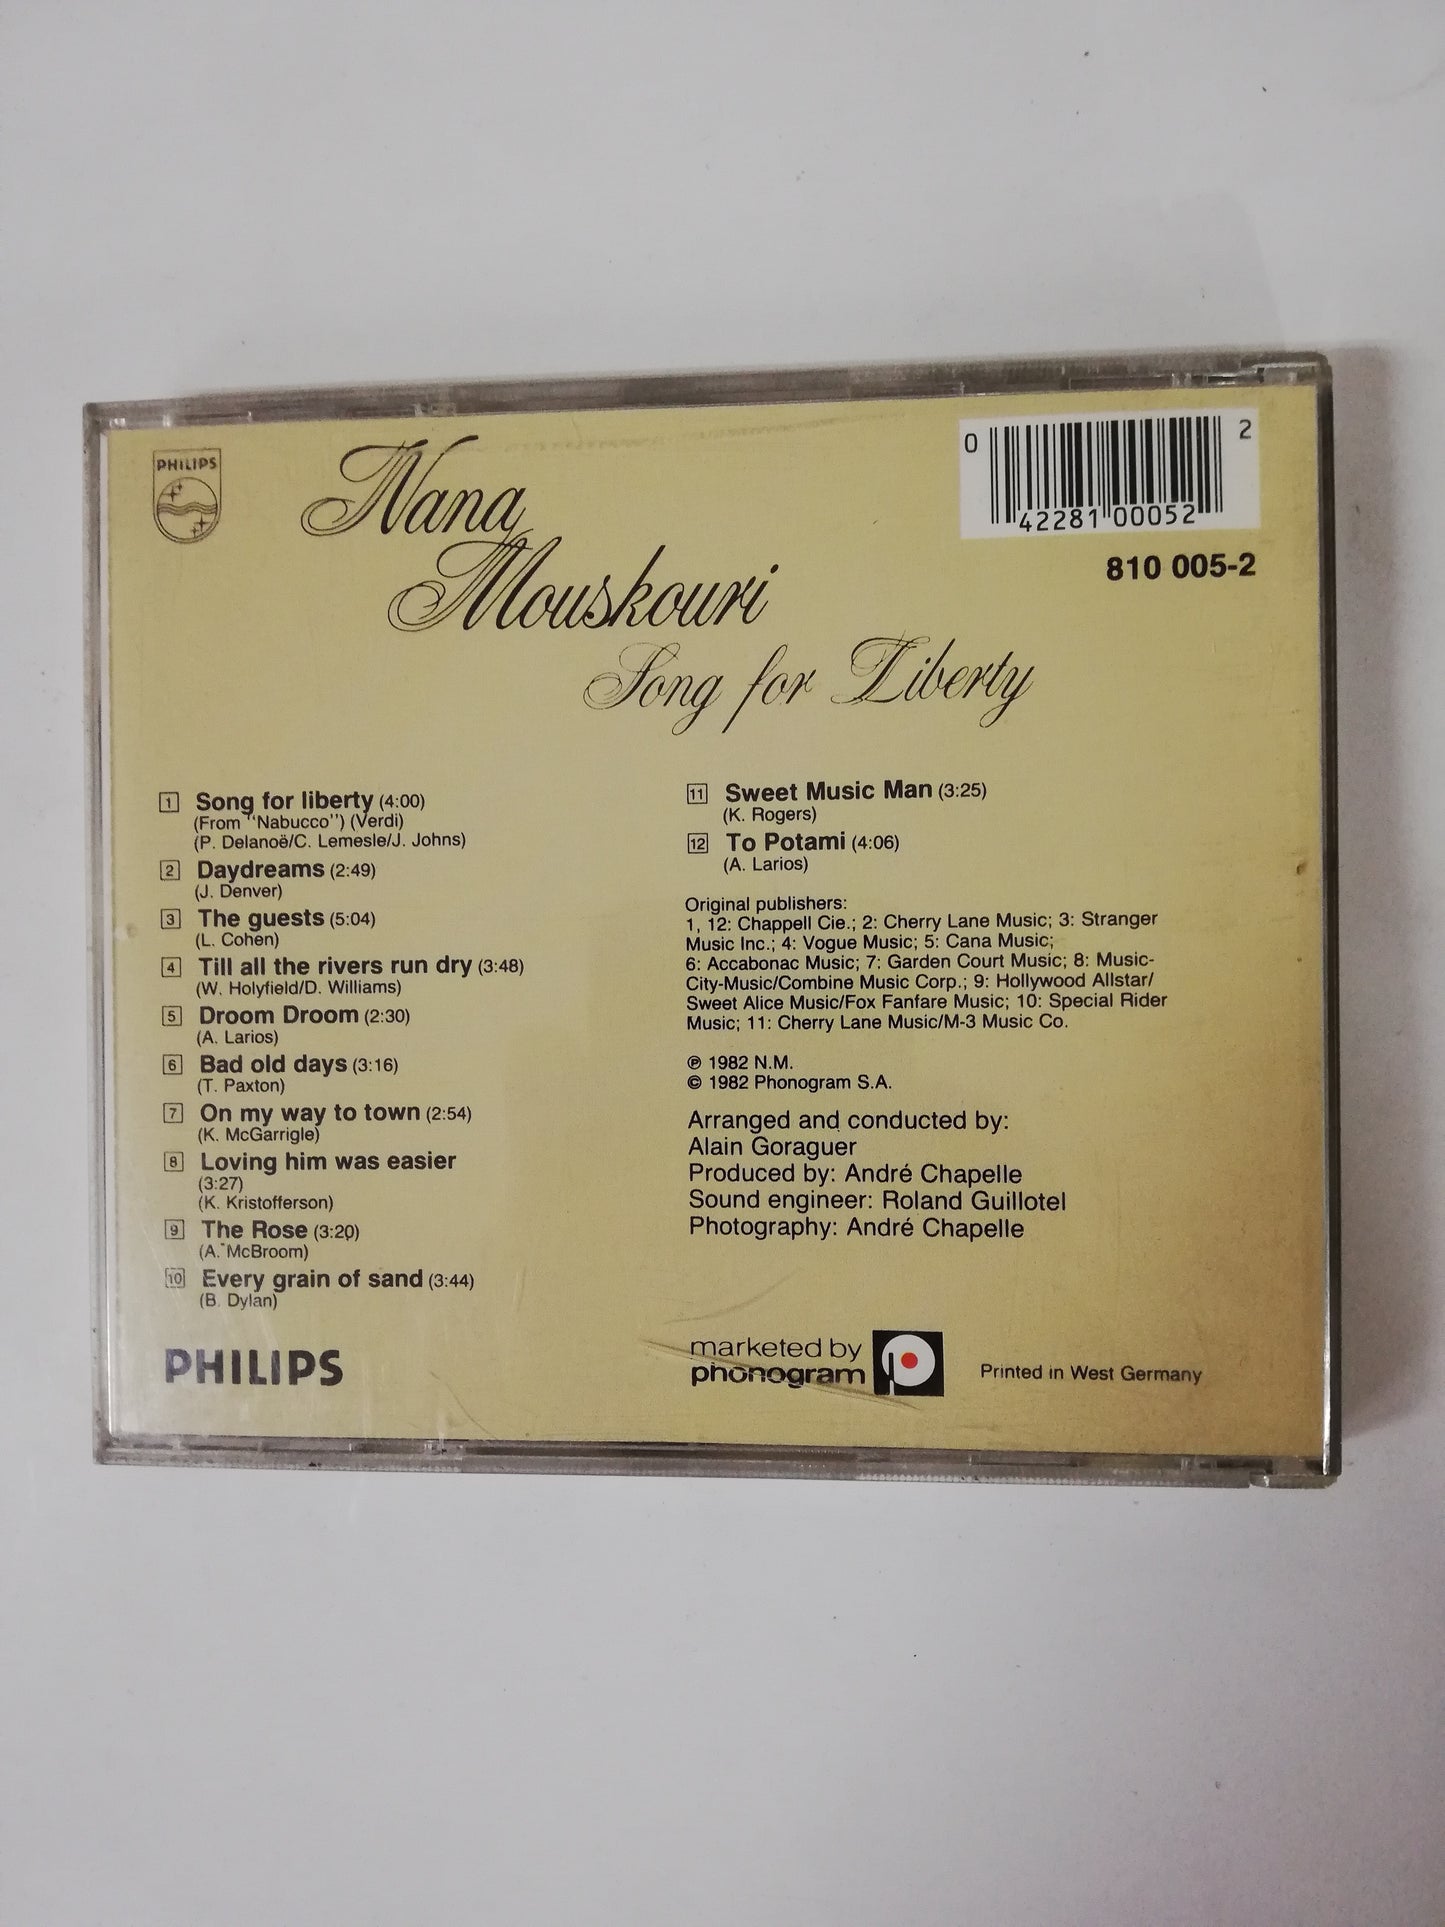 PHILIPS
Nana
Mouskouri
Song for Liberty
0 42281 00052 2
810 005-2
1 Song for liberty (4:00)
(From "Nabucco") (Verdi)
(P. Delanoë/C. Lemesle/J. Johns)
2 Daydreams (2:49)
(J. Denver)
3 The guests (5:04)
(L. Cohen)
4 Till all the rivers run dry (3:48)
(W. Holyfield/D. Williams)
5 Droom Droom (2:30)
(A. Larios)
6 Bad old days (3:16)
(T. Paxton)
7 On my way to town (2:54)
(K. McGarrigle)
8 Loving him was easier
(3:27)
(K. Kristofferson)
9 The Rose (3:20)
(A. McBroom)
10 Every grain of sand (3:44)
(B. Dylan)
11 Sweet Music Man (3:25)
(K. Rogers)
12 To Potami (4:06)
(A. Larios)
Original publishers:
1, 12: Chappell Cie.; 2: Cherry Lane Music; 3: Stranger
Music Inc.; 4: Vogue Music; 5: Cana Music;
6: Accabonac Music; 7: Garden Court Music; 8: Music-
City-Music/Combine Music Corp.; 9: Hollywood Allstar/
Sweet Alice Music/Fox Fanfare Music; 10: Special Rider
Music; 11: Cherry Lane Music/M-3 Music Co.
℗ 1982 N.M.
© 1982 Phonogram S.A.
Arranged and conducted by:
Alain Goraguer
Produced by: André Chapelle
Sound engineer: Roland Guillotel
Photography: André Chapelle
PHILIPS
marketed by
phonogram
Printed in West Germany